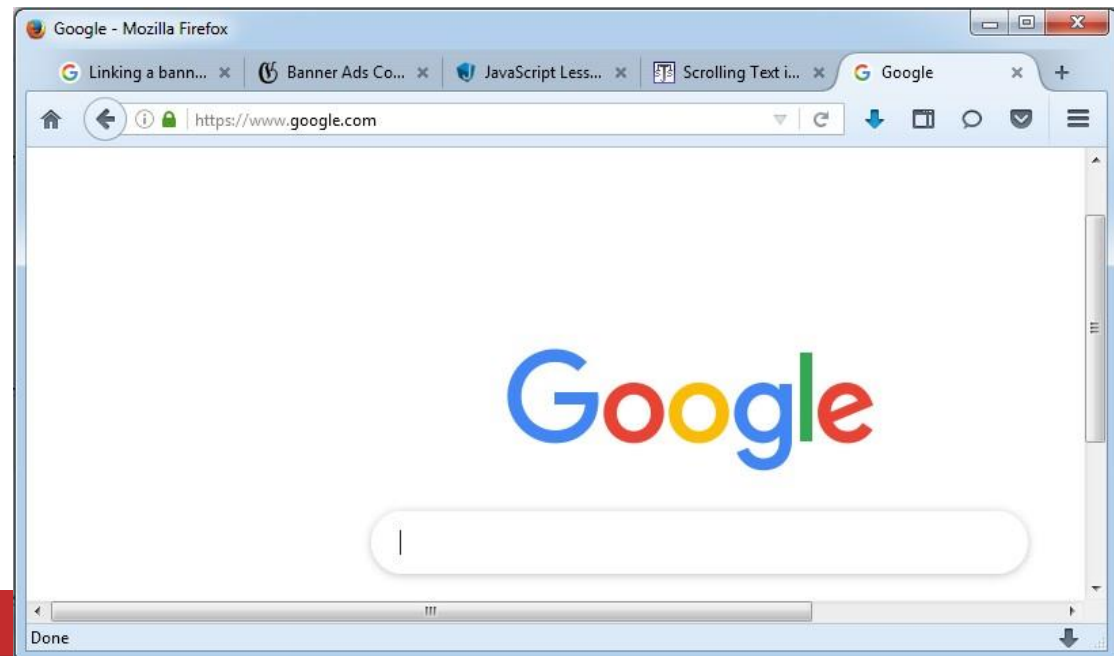 Google - Mozilla Firefox
Linking a bann... Banner Ads Co... JavaScript Less... Scrolling Text i... Google
https://www.google.com
Google
Done